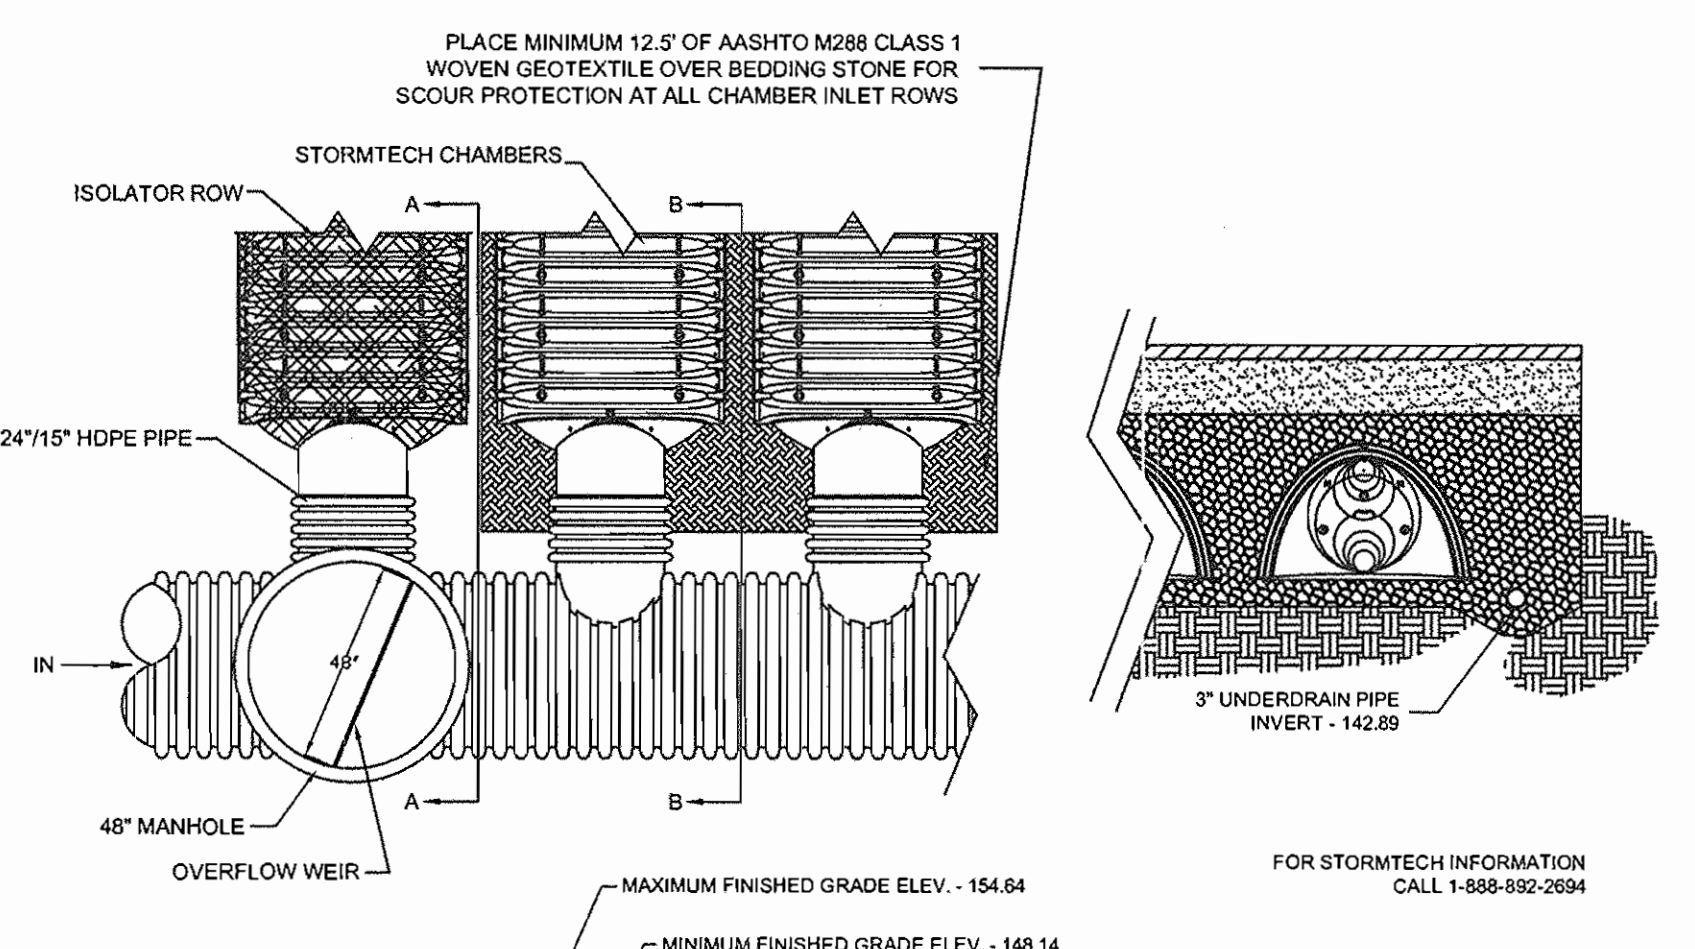 PLACE MINIMUM 12.5' OF AASHTO M288 CLASS 1
WOVEN GEOTEXTILE OVER BEDDING STONE FOR
SCOUR PROTECTION AT ALL CHAMBER INLET ROWS
STORMTECH CHAMBERS
ISOLATOR ROW
A
B
24"/15" HDPE PIPE
IN
48"
3" UNDERDRAIN PIPE
INVERT - 142.89
A
B
48" MANHOLE
OVERFLOW WEIR
FOR STORMTECH INFORMATION
CALL 1-888-892-2694
MAXIMUM FINISHED GRADE ELEV. - 154.64
MINIMUM FINISHED GRADE ELEV. - 148.14